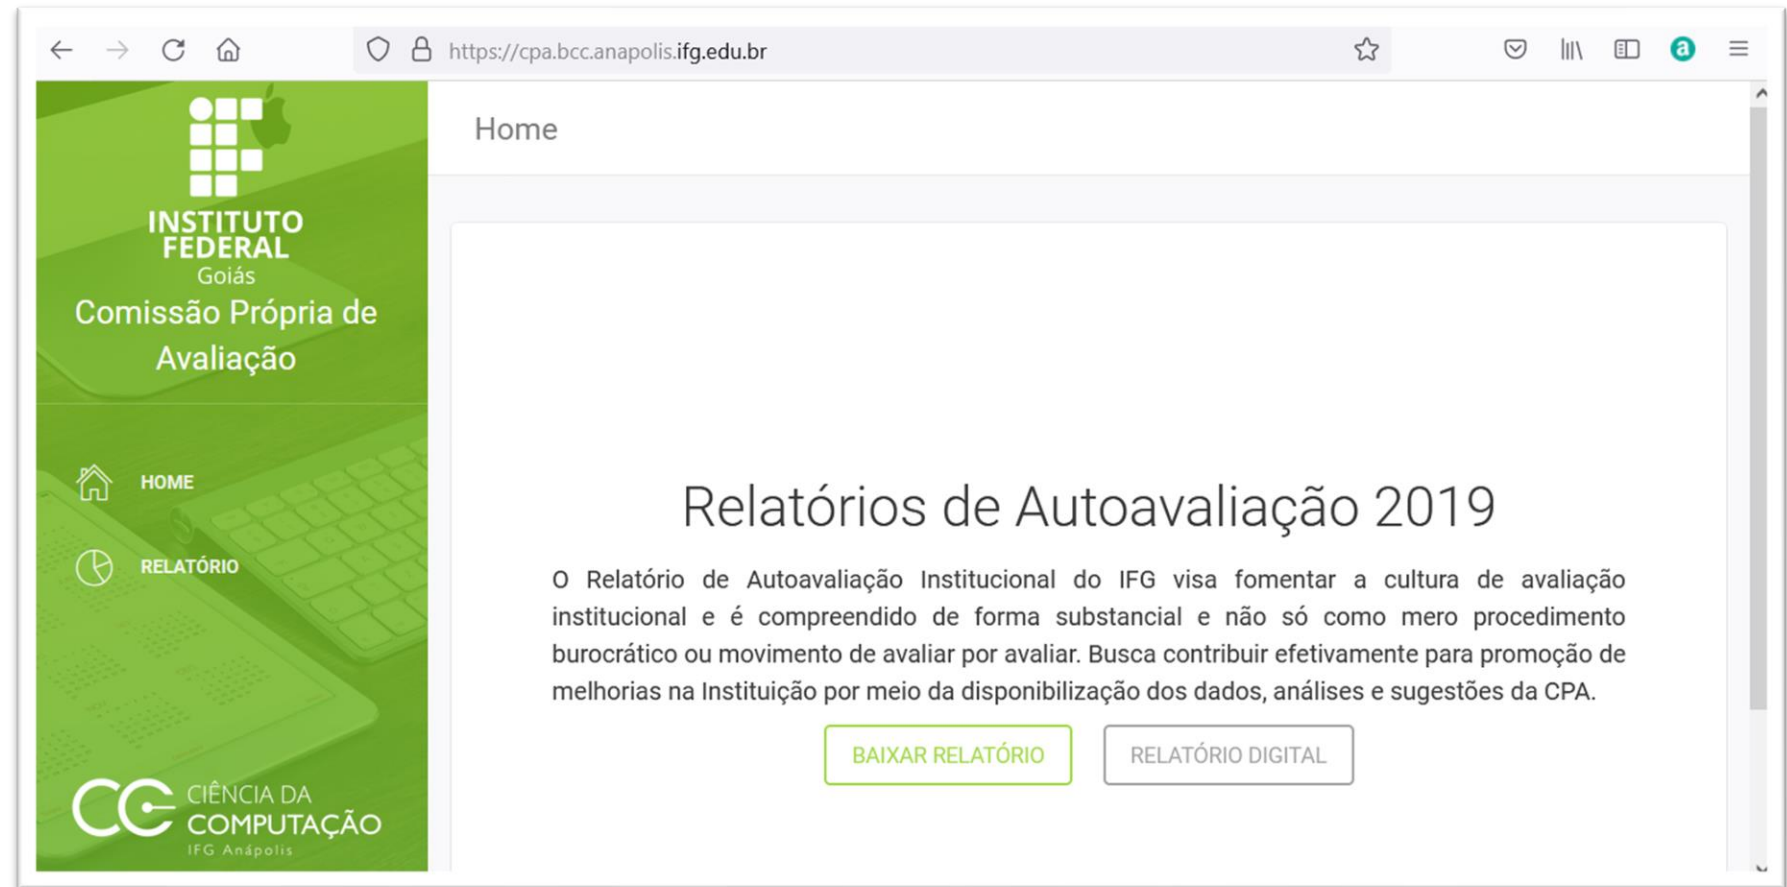 https://cpa.bcc.anapolis.ifg.edu.br
a
INSTITUTO
FEDERAL
Goiás
Comissão Própria de
Avaliação
HOME
RELATÓRIO
CIÊNCIA DA
COMPUTAÇÃO
IFG Anápolis
Home
Relatórios de Autoavaliação 2019
O Relatório de Autoavaliação Institucional do IFG visa fomentar a cultura de avaliação
institucional e é compreendido de forma substancial e não só como mero procedimento
burocrático ou movimento de avaliar por avaliar. Busca contribuir efetivamente para promoção de
melhorias na Instituição por meio da disponibilização dos dados, análises e sugestões da CPA.
BAIXAR RELATÓRIO
RELATÓRIO DIGITAL